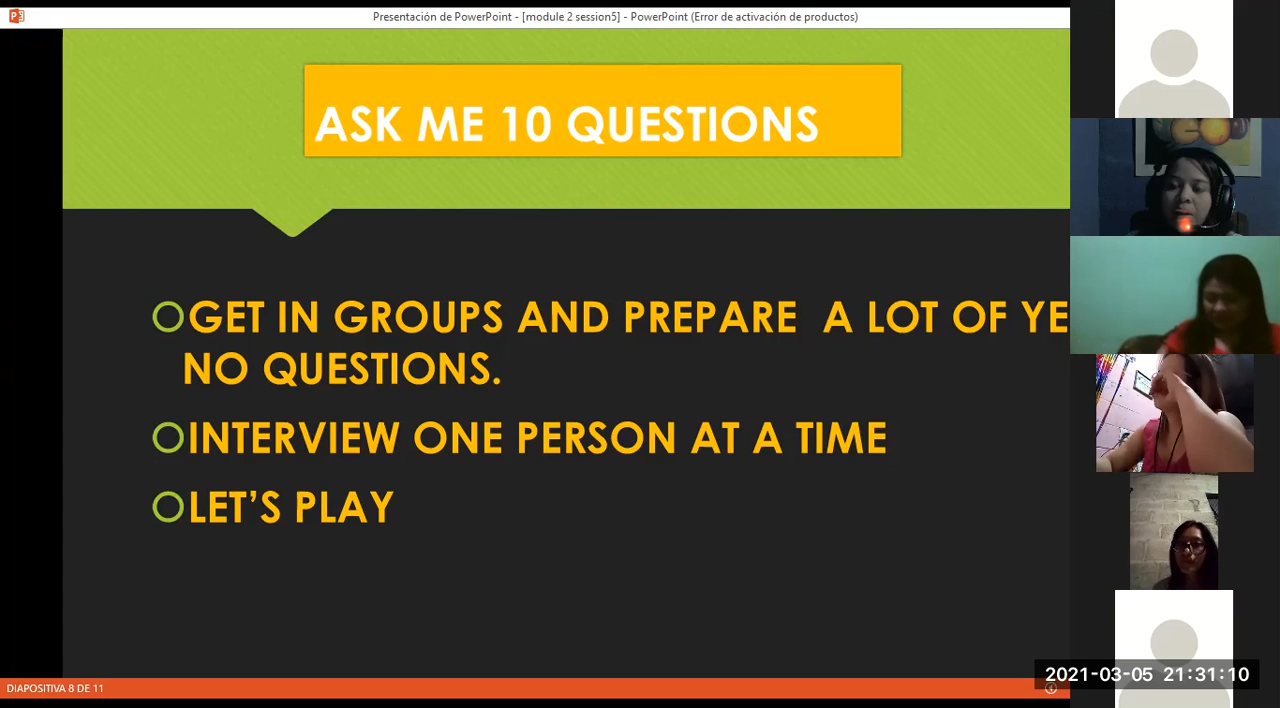 Presentación de PowerPoint - [module 2 session5] - PowerPoint (Error de activación de productos)
ASK ME 10 QUESTIONS
GET IN GROUPS AND PREPARE A LOT OF YE
NO QUESTIONS.
INTERVIEW ONE PERSON AT A TIME
LET'S PLAY
DIAPOSITIVA 8 DE 11
2021-03-05 21:31:10